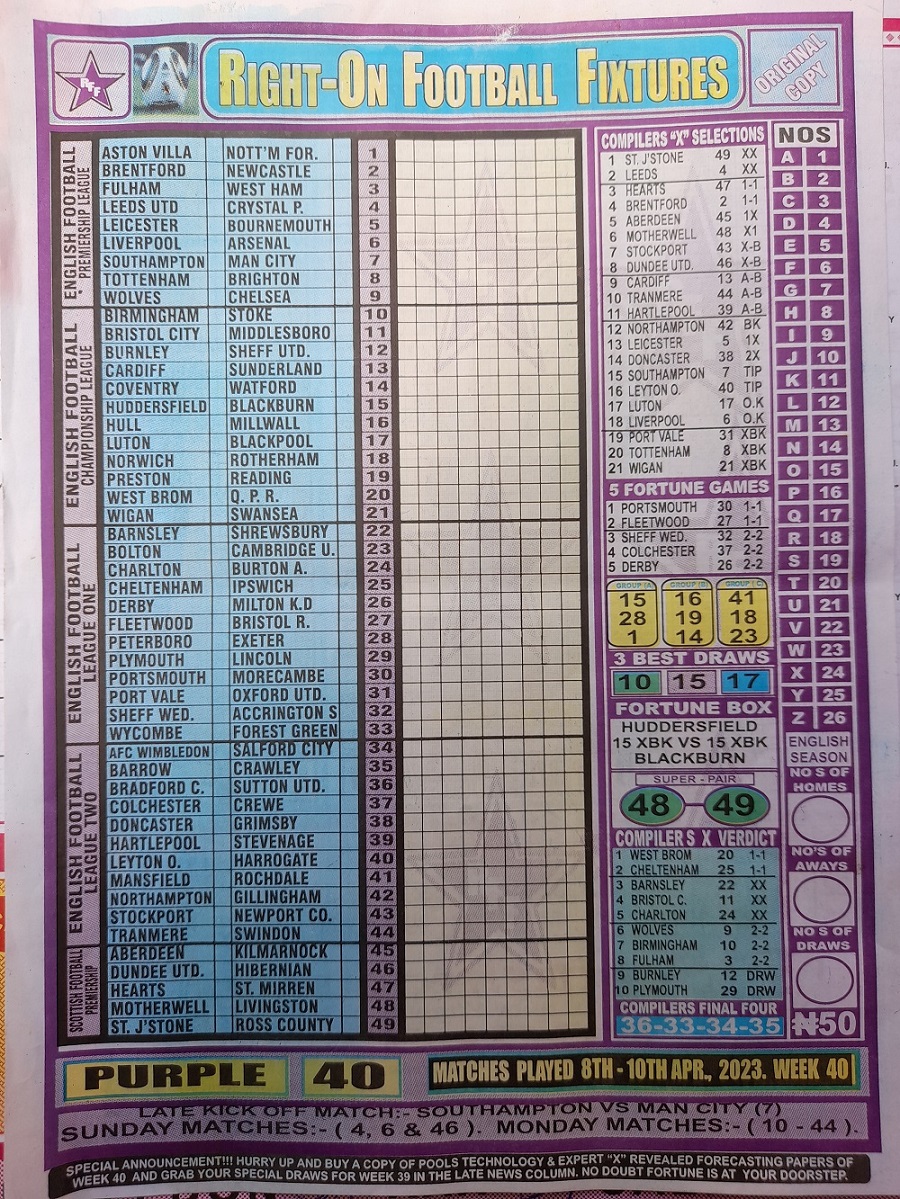 RFF
RIGHT-ON FOOTBALL FIXTURES
ORIGINAL COPY
ENGLISH FOOTBALL
*PREMIERSHIP LEAGUE
ASTON VILLA NOTT'M FOR. 1
BRENTFORD NEWCASTLE 2
FULHAM WEST HAM 3
LEEDS UTD CRYSTAL P. 4
LEICESTER BOURNEMOUTH 5
LIVERPOOL ARSENAL 6
SOUTHAMPTON MAN CITY 7
TOTTENHAM BRIGHTON 8
WOLVES CHELSEA 9
ENGLISH FOOTBALL
CHAMPIONSHIP LEAGUE
BIRMINGHAM STOKE 10
BRISTOL CITY MIDDLESBORO 11
BURNLEY SHEFF UTD. 12
CARDIFF SUNDERLAND 13
COVENTRY WATFORD 14
HUDDERSFIELD BLACKBURN 15
HULL MILLWALL 16
LUTON BLACKPOOL 17
NORWICH ROTHERHAM 18
PRESTON READING 19
WEST BROM Q. P. R. 20
WIGAN SWANSEA 21
ENGLISH FOOTBALL
LEAGUE ONE
BARNSLEY SHREWSBURY 22
BOLTON CAMBRIDGE U. 23
CHARLTON BURTON A. 24
CHELTENHAM IPSWICH 25
DERBY MILTON K.D 26
FLEETWOOD BRISTOL R. 27
PETERBORO EXETER 28
PLYMOUTH LINCOLN 29
PORTSMOUTH MORECAMBE 30
PORT VALE OXFORD UTD. 31
SHEFF WED. ACCRINGTON S 32
WYCOMBE FOREST GREEN 33
ENGLISH FOOTBALL
LEAGUE TWO
AFC WIMBLEDON SALFORD CITY 34
BARROW CRAWLEY 35
BRADFORD C. SUTTON UTD. 36
COLCHESTER CREWE 37
DONCASTER GRIMSBY 38
HARTLEPOOL STEVENAGE 39
LEYTON O. HARROGATE 40
MANSFIELD ROCHDALE 41
NORTHAMPTON GILLINGHAM 42
STOCKPORT NEWPORT CO. 43
TRANMERE SWINDON 44
SCOTTISH FOOTBALL
PREMIERSHIP
ABERDEEN KILMARNOCK 45
DUNDEE UTD. HIBERNIAN 46
HEARTS ST. MIRREN 47
MOTHERWELL LIVINGSTON 48
ST. J'STONE ROSS COUNTY 49
COMPILERS "X" SELECTIONS
1 ST. J'STONE 49 XX
2 LEEDS 4 XX
3 HEARTS 47 1-1
4 BRENTFORD 2 1-1
5 ABERDEEN 45 1X
6 MOTHERWELL 48 X1
7 STOCKPORT 43 X-B
8 DUNDEE UTD. 46 X-B
9 CARDIFF 13 A-B
10 TRANMERE 44 A-B
11 HARTLEPOOL 39 A-B
12 NORTHAMPTON 42 BK
13 LEICESTER 5 1X
14 DONCASTER 38 2X
15 SOUTHAMPTON 7 TIP
16 LEYTON O. 40 TIP
17 LUTON 17 O.K
18 LIVERPOOL 6 O.K
19 PORT VALE 31 XBK
20 TOTTENHAM 8 XBK
21 WIGAN 21 XBK
5 FORTUNE GAMES
1 PORTSMOUTH 30 1-1
2 FLEETWOOD 27 1-1
3 SHEFF WED. 32 2-2
4 COLCHESTER 37 2-2
5 DERBY 26 2-2
GROUP (A) GROUP (B) GROUP (C)
15 16 41
28 19 18
1 14 23
3 BEST DRAWS
10 15 17
FORTUNE BOX
HUDDERSFIELD
15 XBK VS 15 XBK
BLACKBURN
SUPER - PAIR
48-49
COMPILERS X VERDICT
1 WEST BROM 20 1-1
2 CHELTENHAM 25 1-1
3 BARNSLEY 22 XX
4 BRISTOL C. 11 XX
5 CHARLTON 24 XX
6 WOLVES 9 2-2
7 BIRMINGHAM 10 2-2
8 FULHAM 3 2-2
9 BURNLEY 12 DRW
10 PLYMOUTH 29 DRW
COMPILERS FINAL FOUR
36-33-34-35
NOS
A 1
B 2
C 3
D 4
E 5
F 6
G 7
H 8
I 9
J 10
K 11
L 12
M 13
N 14
O 15
P 16
Q 17
R 18
S 19
T 20
U 21
V 22
W 23
X 24
Y 25
Z 26
ENGLISH
SEASON
NO S OF
HOMES
NO'S OF
AWAYS
NO S OF
DRAWS
₦50
PURPLE 40 MATCHES PLAYED 8TH - 10TH APR., 2023. WEEK 40
LATE KICK OFF MATCH:- SOUTHAMPTON VS MAN CITY (7)
SUNDAY MATCHES:- ( 4, 6 & 46 ). MONDAY MATCHES:- ( 10 - 44 ).
SPECIAL ANNOUNCEMENT!!! HURRY UP AND BUY A COPY OF POOLS TECHNOLOGY & EXPERT "X" REVEALED FORECASTING PAPERS OF
WEEK 40 AND GRAB YOUR SPECIAL DRAWS FOR WEEK 39 IN THE LATE NEWS COLUMN. NO DOUBT FORTUNE IS AT YOUR DOORSTEP.